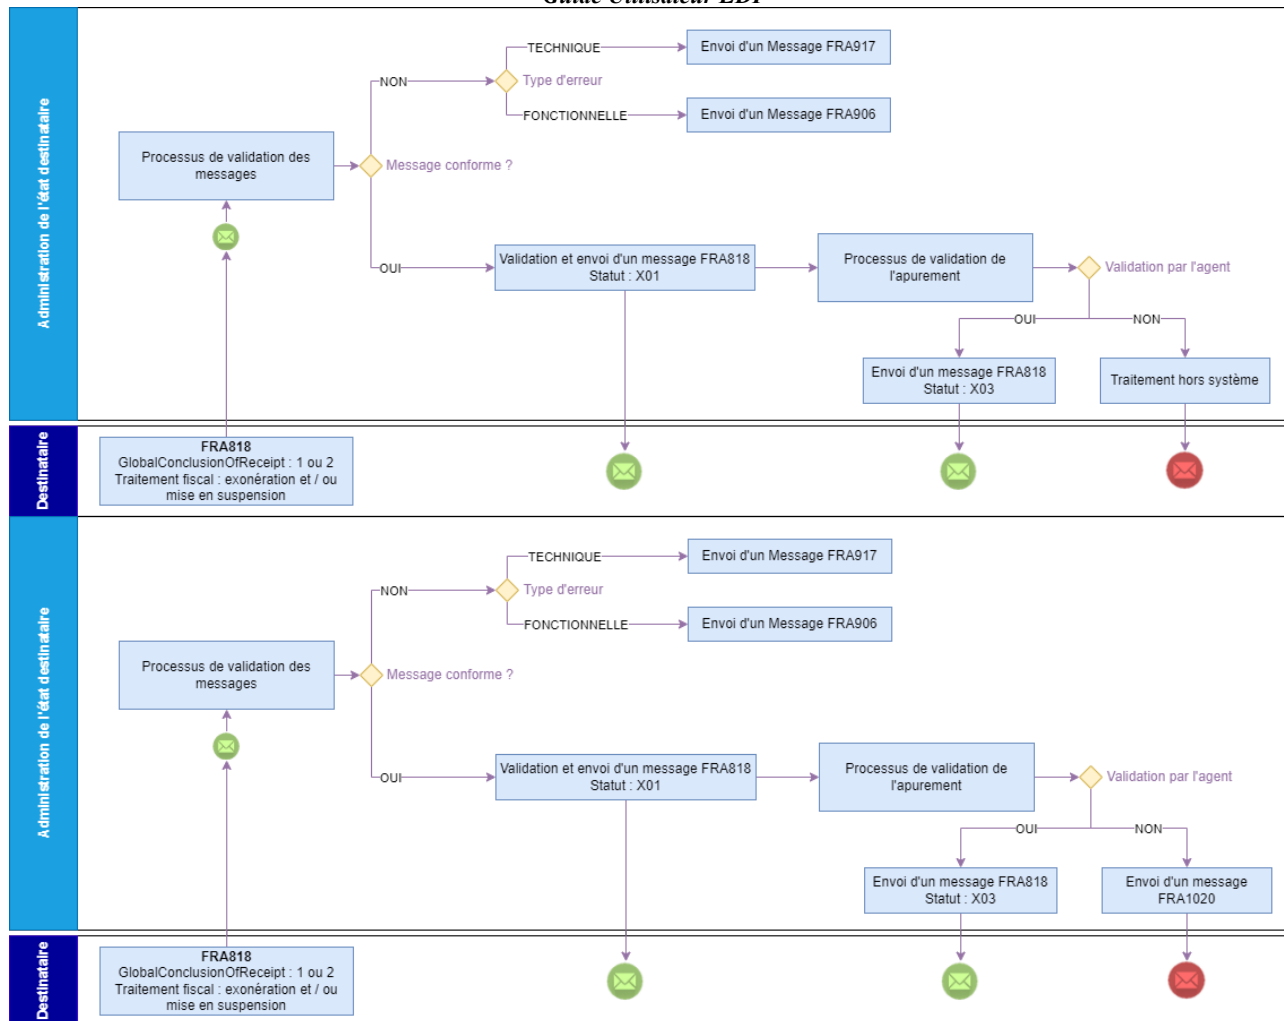 Guide Utilisateur EDI
Administration de l'état destinataire
TECHNIQUE
Envoi d'un Message FRA917
NON
Type d'erreur
FONCTIONNELLE
Envoi d'un Message FRA906
Processus de validation des
messages
Message conforme ?
OUI
Validation et envoi d'un message FRA818
Statut : X01
Processus de validation de
l'apurement
Validation par l'agent
OUI
NON
Envoi d'un message FRA818
Statut : X03
Traitement hors système
Destinataire
FRA818
GlobalConclusionOfReceipt : 1 ou 2
Traitement fiscal : exonération et / ou
mise en suspension
Administration de l'état destinataire
TECHNIQUE
Envoi d'un Message FRA917
NON
Type d'erreur
FONCTIONNELLE
Envoi d'un Message FRA906
Processus de validation des
messages
Message conforme ?
OUI
Validation et envoi d'un message FRA818
Statut : X01
Processus de validation de
l'apurement
Validation par l'agent
OUI
NON
Envoi d'un message FRA818
Statut : X03
Envoi d'un message
FRA1020
Destinataire
FRA818
GlobalConclusionOfReceipt : 1 ou 2
Traitement fiscal : exonération et / ou
mise en suspension